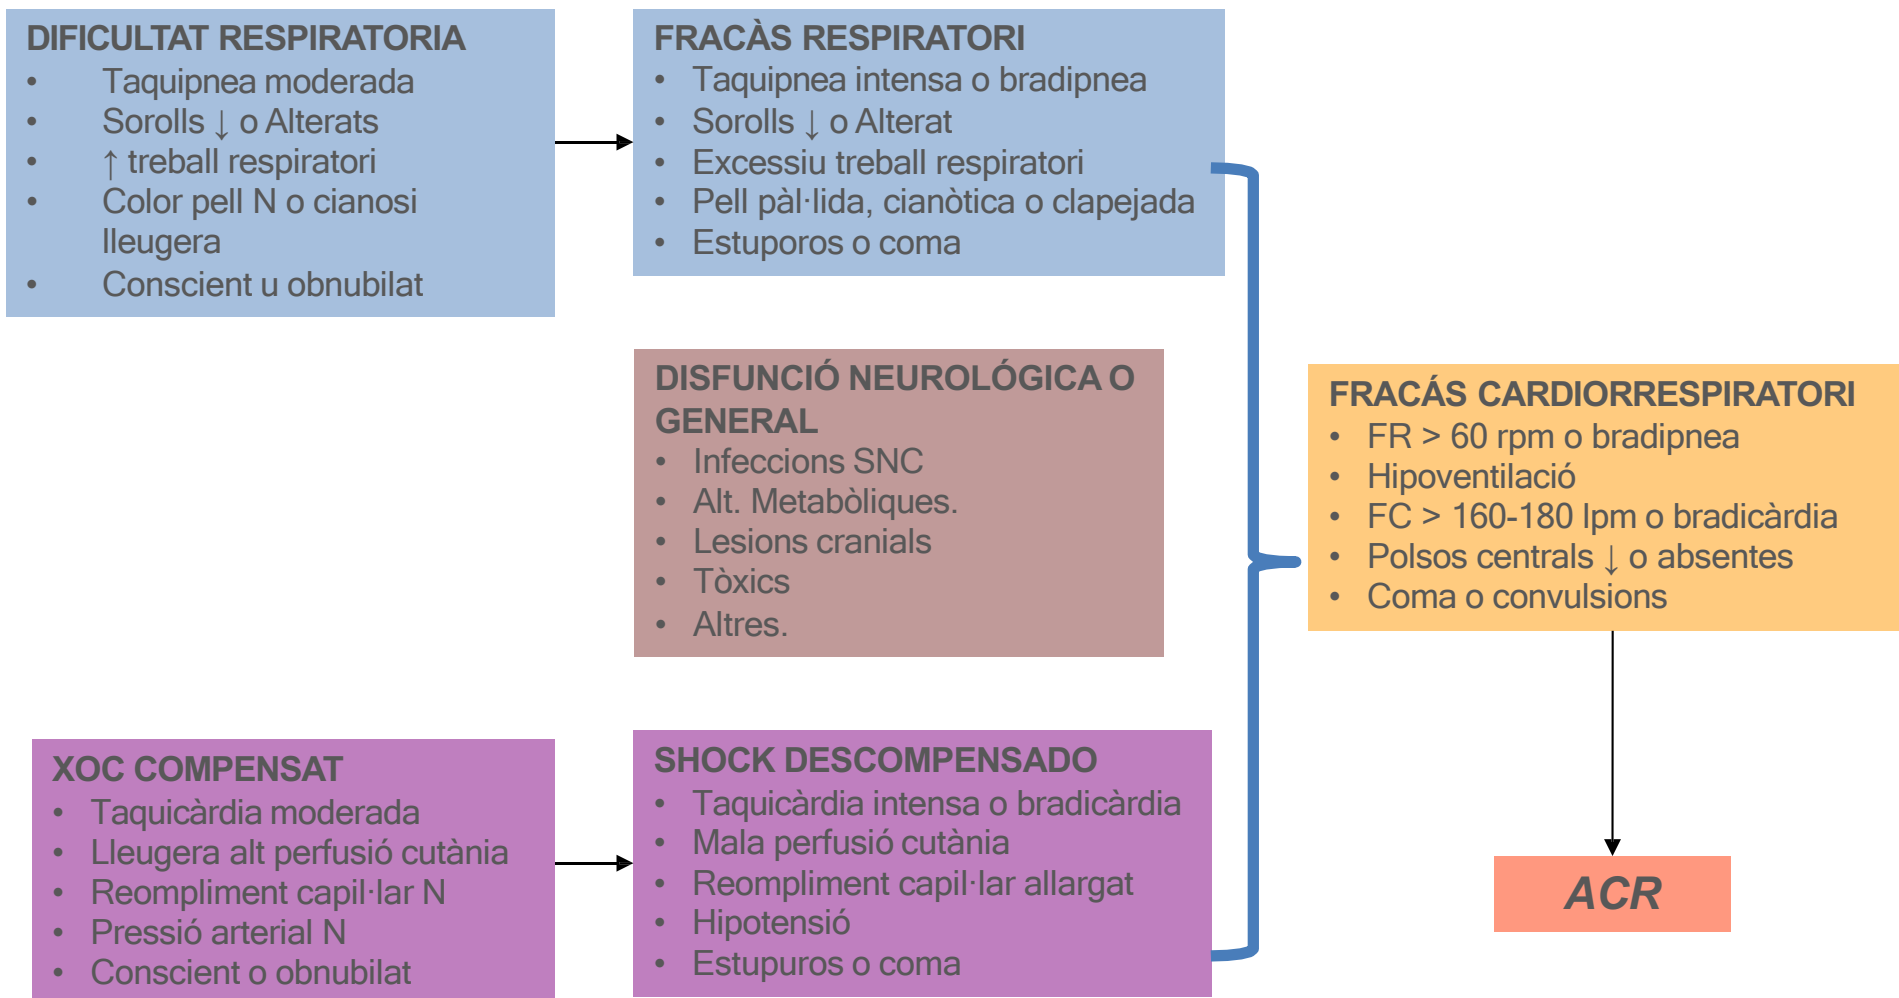 DIFICULTAT RESPIRATORIA
• Taquipnea moderada
• Sorolls ↓ o Alterats
• ↑ treball respiratori
• Color pell N o cianosi
lleugera
• Conscient u obnubilat
FRACÀS RESPIRATORI
• Taquipnea intensa o bradipnea
• Sorolls ↓ o Alterat
• Excessiu treball respiratori
• Pell pàl·lida, cianòtica o clapejada
• Estuporos o coma
DISFUNCIÓ NEUROLÓGICA O
GENERAL
• Infeccions SNC
• Alt. Metabòliques.
• Lesions cranials
• Tòxics
• Altres.
FRACÁS CARDIORRESPIRATORI
• FR > 60 rpm o bradipnea
• Hipoventilació
• FC > 160-180 lpm o bradicàrdia
• Polsos centrals ↓ o absentes
• Coma o convulsions
XOC COMPENSAT
• Taquicàrdia moderada
• Lleugera alt perfusió cutània
• Reompliment capil·lar N
• Pressió arterial N
• Conscient o obnubilat
SHOCK DESCOMPENSADO
• Taquicàrdia intensa o bradicàrdia
• Mala perfusió cutània
• Reompliment capil·lar allargat
• Hipotensió
• Estupuros o coma
ACR